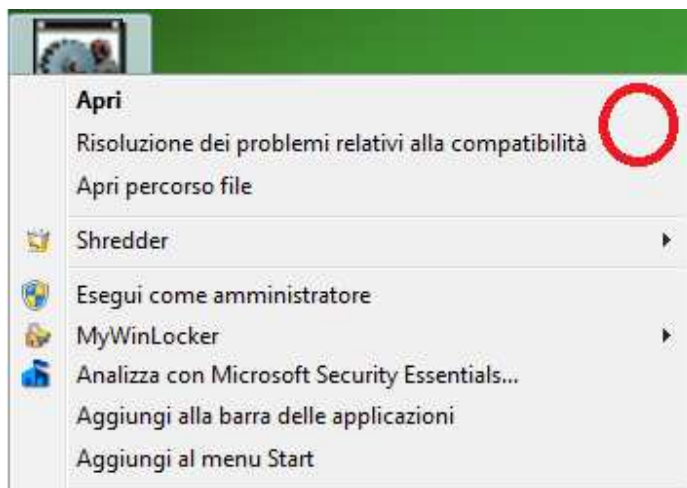 Apri
Risoluzione dei problemi relativi alla compatibilità
Apri percorso file
Shredder
Esegui come amministratore
MyWinLocker
Analizza con Microsoft Security Essentials...
Aggiungi alla barra delle applicazioni
Aggiungi al menu Start